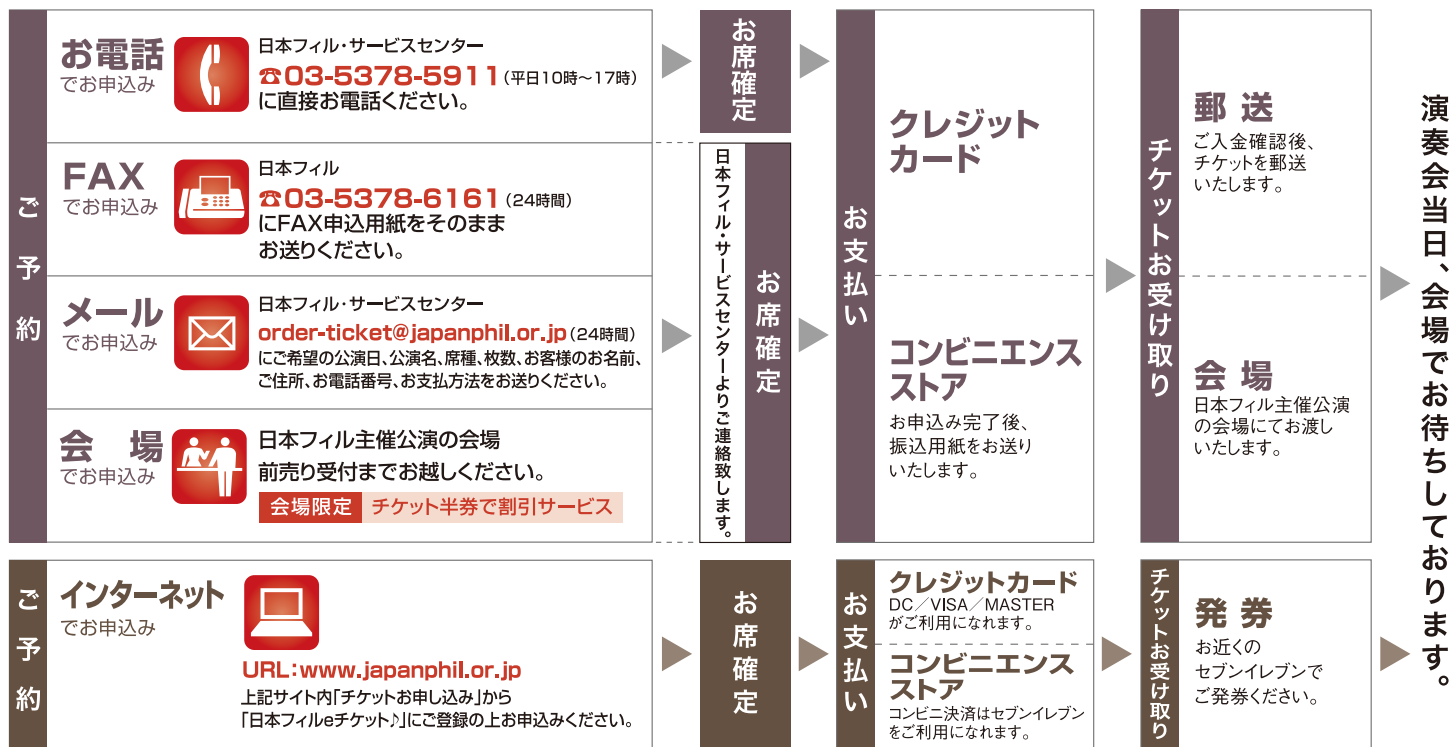 ご予約
お電話
でお申込み
日本フィル・サービスセンター
☎03-5378-5911(平日10時～17時)
に直接お電話ください。
FAX
でお申込み
日本フィル
☎03-5378-6161(24時間)
にFAX申込用紙をそのまま
お送りください。
メール
でお申込み
日本フィル・サービスセンター
order-ticket@japanphil.or.jp(24時間)
にご希望の公演日、公演名、席種、枚数、お客様のお名前、
ご住所、お電話番号、お支払方法をお送りください。
会 場
でお申込み
日本フィル主催公演の会場
前売り受付までお越しください。
会場限定 チケット半券で割引サービス
お席確定
日本フィル・サービスセンターよりご連絡致します。
お席確定
お支払い
クレジット
カード
コンビニエンス
ストア
お申込み完了後、
振込用紙をお送り
いたします。
チケットお受け取り
郵 送
ご入金確認後、
チケットを郵送
いたします。
会 場
日本フィル主催公演
の会場にてお渡し
いたします。
ご予約
インターネット
でお申込み
URL:www.japanphil.or.jp
上記サイト内「チケットお申し込み」から
「日本フィルeチケット♪」にご登録の上お申込みください。
お席確定
お支払い
クレジットカード
DC／VISA／MASTER
がご利用になれます。
コンビニエンス
ストア
コンビニ決済はセブンイレブン
をご利用になれます。
チケットお受け取り
発 券
お近くの
セブンイレブンで
ご発券ください。
演奏会当日、会場でお待ちしております。